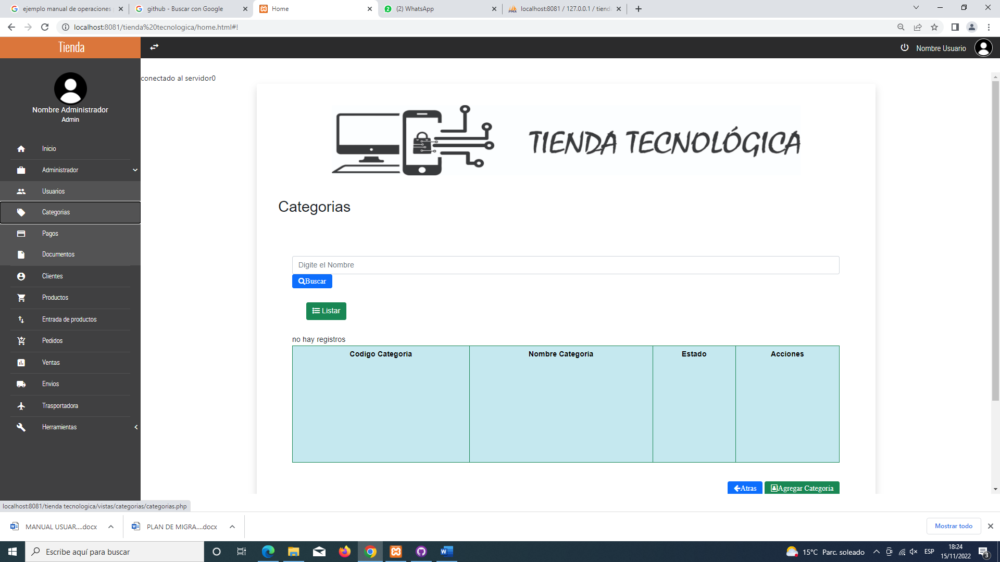 ejemplo manual de operaciones
github - Buscar con Google
Home
(2) WhatsApp
localhost:8081 / 127.0.0.1 / tiend
localhost:8081/tienda%20tecnologica/home.html#!
Tienda
Nombre Usuario
conectado al servidor0
Nombre Administrador
Admin
TIENDA TECNOLÓGICA
Inicio
Administrador
Usuarios
Categorias
Pagos
Documentos
Clientes
Productos
Entrada de productos
Pedidos
Ventas
Envios
Trasportadora
Herramientas
Categorias
Digite el Nombre
Buscar
Listar
no hay registros
Codigo Categoria Nombre Categoria Estado Acciones
Atras Agregar Categoria
localhost:8081/tienda tecnologica/vistas/categorias/categorias.php
MANUAL USUAR....docx
PLAN DE MIGRA....docx
Mostrar todo
Escribe aquí para buscar
15°C Parc. soleado
ESP
18:24
15/11/2022
3